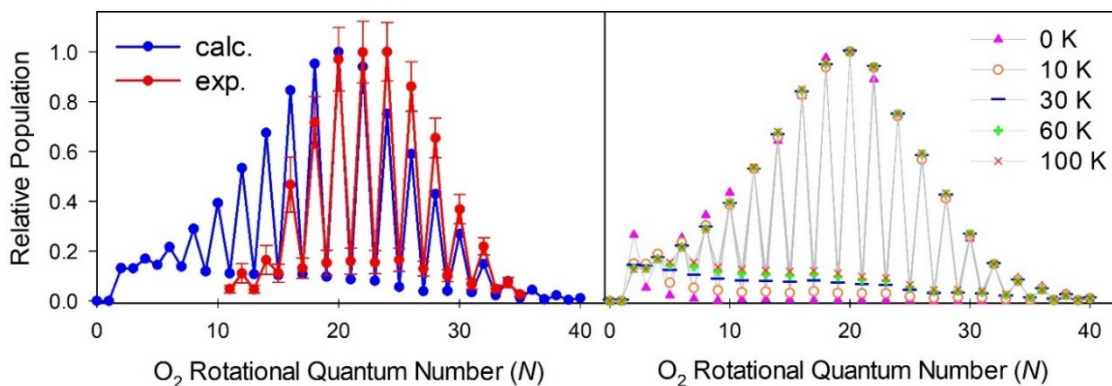 Relative Population
1.0
0.8
0.6
0.4
0.2
0.0
calc.
exp.
0 10 20 30 40
O₂ Rotational Quantum Number (N)
0 K
10 K
30 K
60 K
100 K
0 10 20 30 40
O₂ Rotational Quantum Number (N)